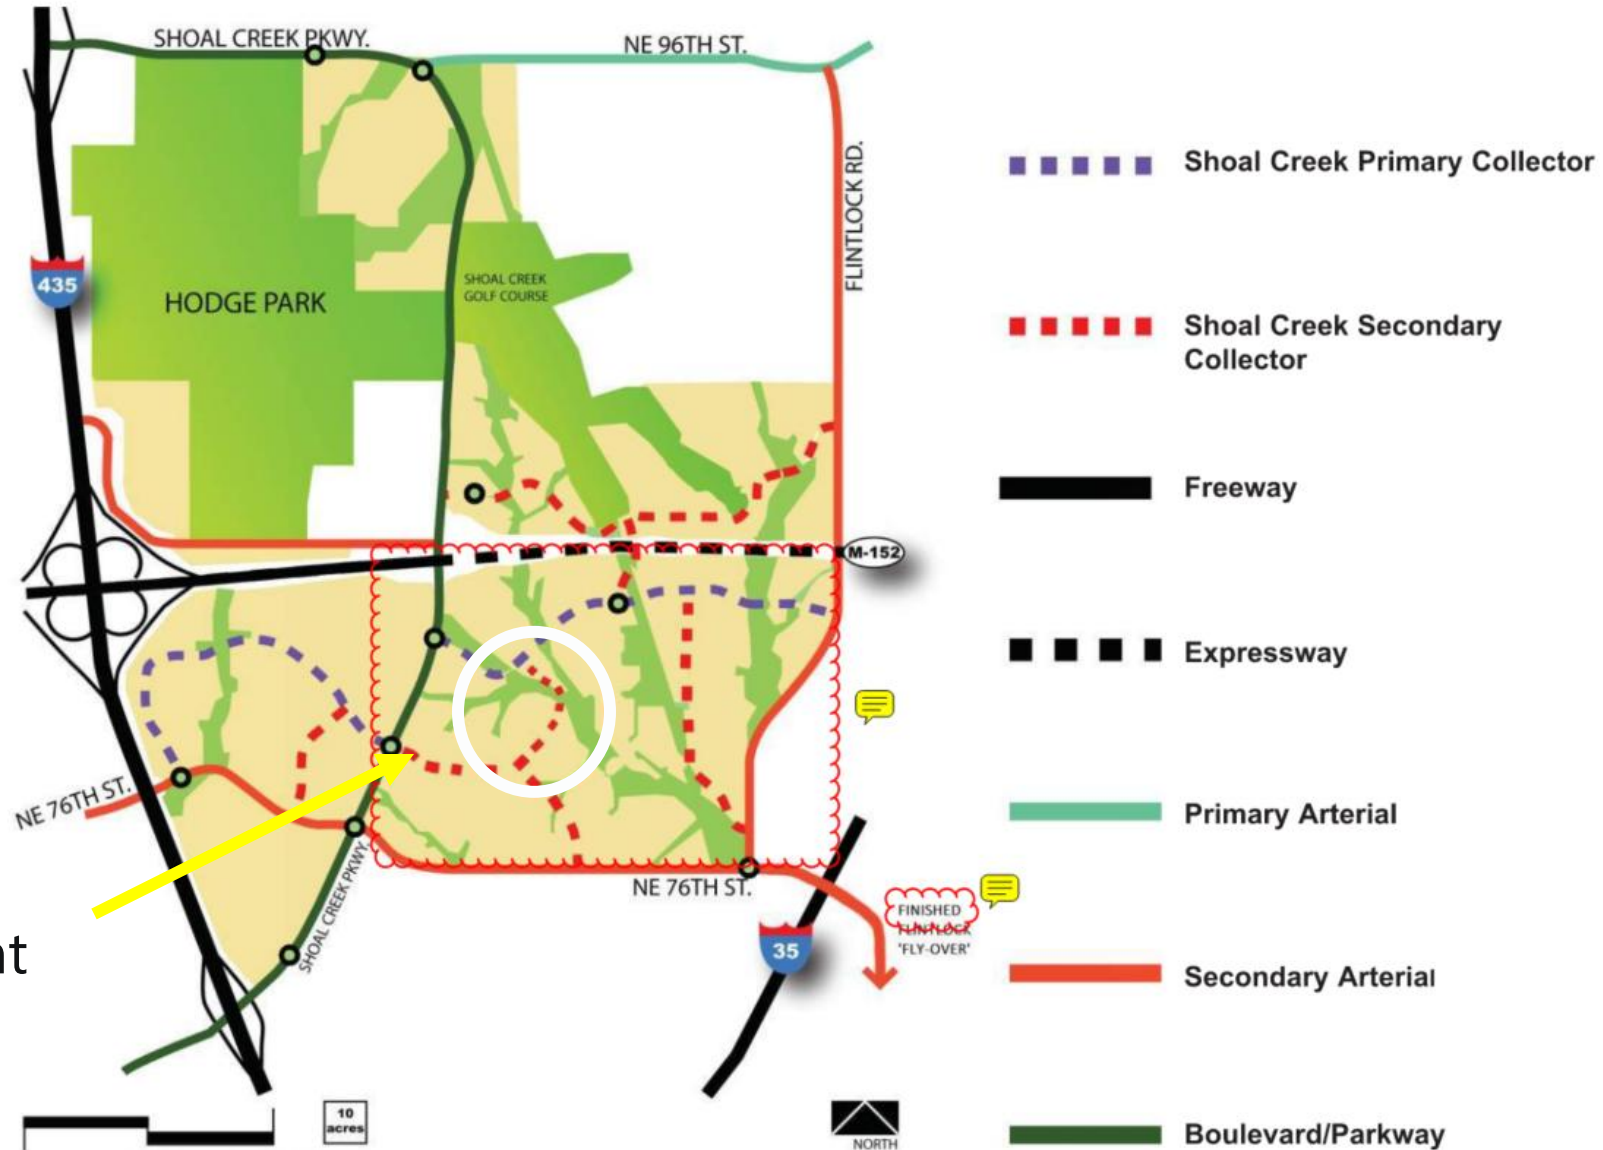 SHOAL CREEK PKWY.
NE 96TH ST.
FLINTLOCK RD.
435
HODGE PARK
SHOAL CREEK
GOLF COURSE
M-152
NE 76TH ST.
SHOAL CREEK PKWY.
NE 76TH ST.
nt
35
FINISHED
FLINTLOCK
'FLY-OVER'
10
acres
NORTH
Shoal Creek Primary Collector
Shoal Creek Secondary
Collector
Freeway
Expressway
Primary Arterial
Secondary Arterial
Boulevard/Parkway